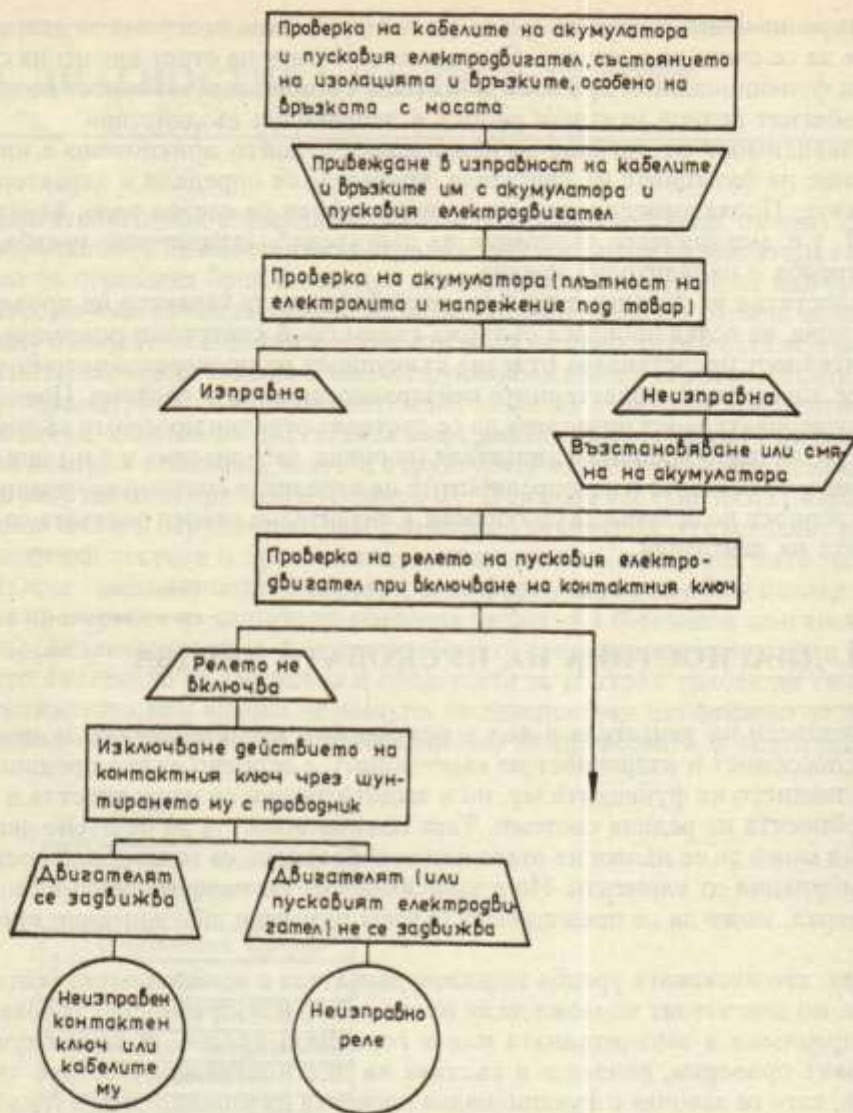 Проверка на кабелите на акумулатора
и пусковия електродвигател, състоянието
на изолацията и връзките, особено на
връзката с масата
Привеждане в изправност на кабелите
и връзките им с акумулатора и
пусковия електродвигател
Проверка на акумулатора (плътност на
електролита и напрежение под товар)
Изправна
Неизправна
Възстановяване или смя-
на на акумулатора
Проверка на релето на пусковия електро-
двигател при включване на контактния ключ
Релето не
включва
Изключване действието на
контактния ключ чрез шун-
тирането му с проводник
Двигателят
се задвижва
Двигателят (или
пусковият електродви-
гател) не се задвижва
Неизправен
контактен
ключ или
кабелите
му
Неизправно
реле